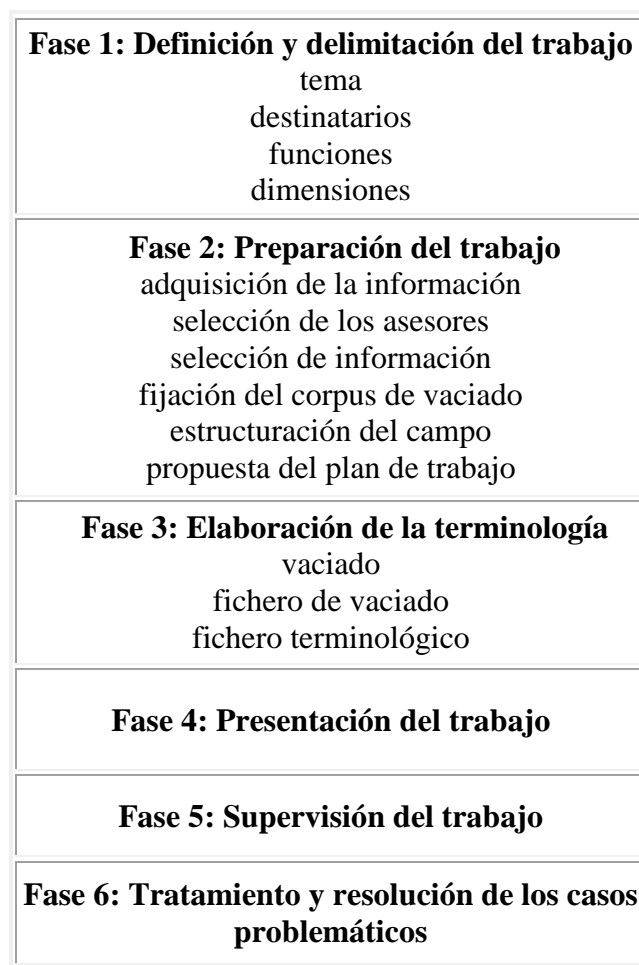 Fase 1: Definición y delimitación del trabajo
tema
destinatarios
funciones
dimensiones
Fase 2: Preparación del trabajo
adquisición de la información
selección de los asesores
selección de información
fijación del corpus de vaciado
estructuración del campo
propuesta del plan de trabajo
Fase 3: Elaboración de la terminología
vaciado
fichero de vaciado
fichero terminológico
Fase 4: Presentación del trabajo
Fase 5: Supervisión del trabajo
Fase 6: Tratamiento y resolución de los casos
problemáticos